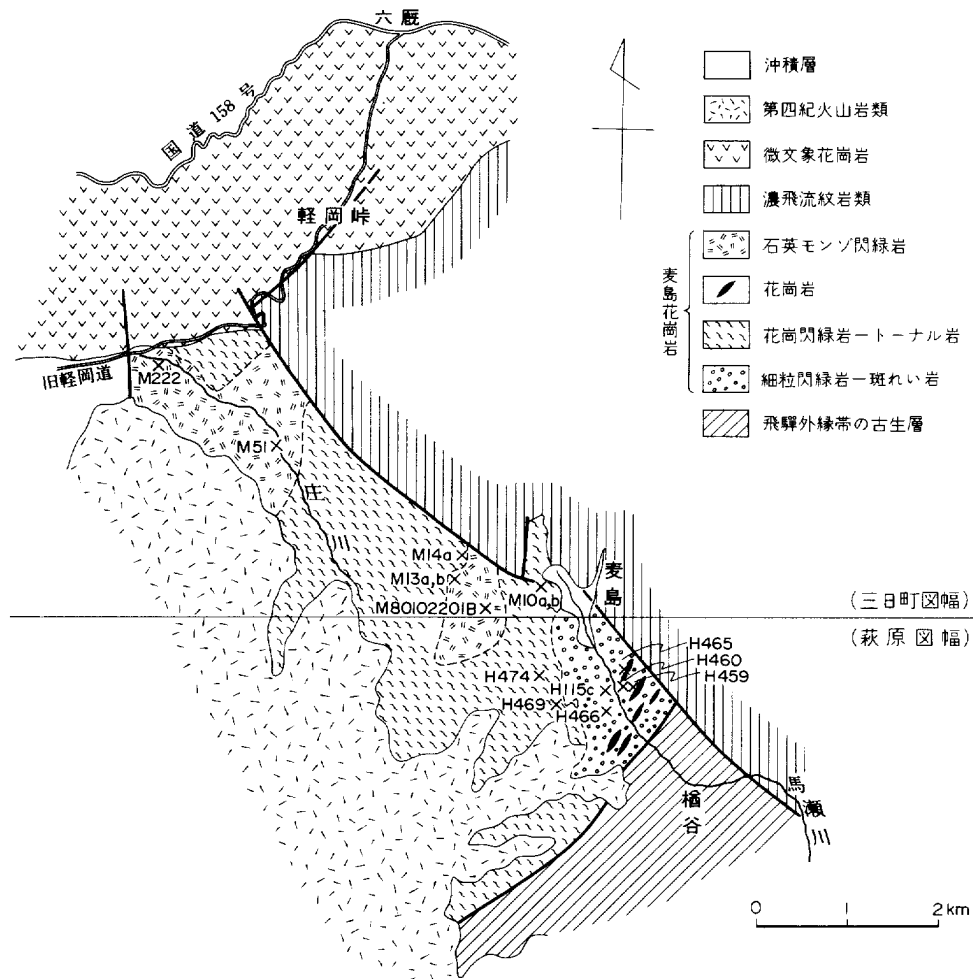 六厩
国道158号
軽岡峠
旧軽岡道
M222
M51
庄川
M14a
M13a,b
M80102201B
M10a,b
麦島
(三日町図幅)
(萩原図幅)
H465
H460
H459
H474
H115c
H469
H466
楢谷
馬瀬川
沖積層
第四紀火山岩類
微文象花崗岩
濃飛流紋岩類
麦島花崗岩
石英モンゾ閃緑岩
花崗岩
花崗閃緑岩ートーナル岩
細粒閃緑岩ー斑れい岩
飛驒外縁帯の古生層
0 1 2km